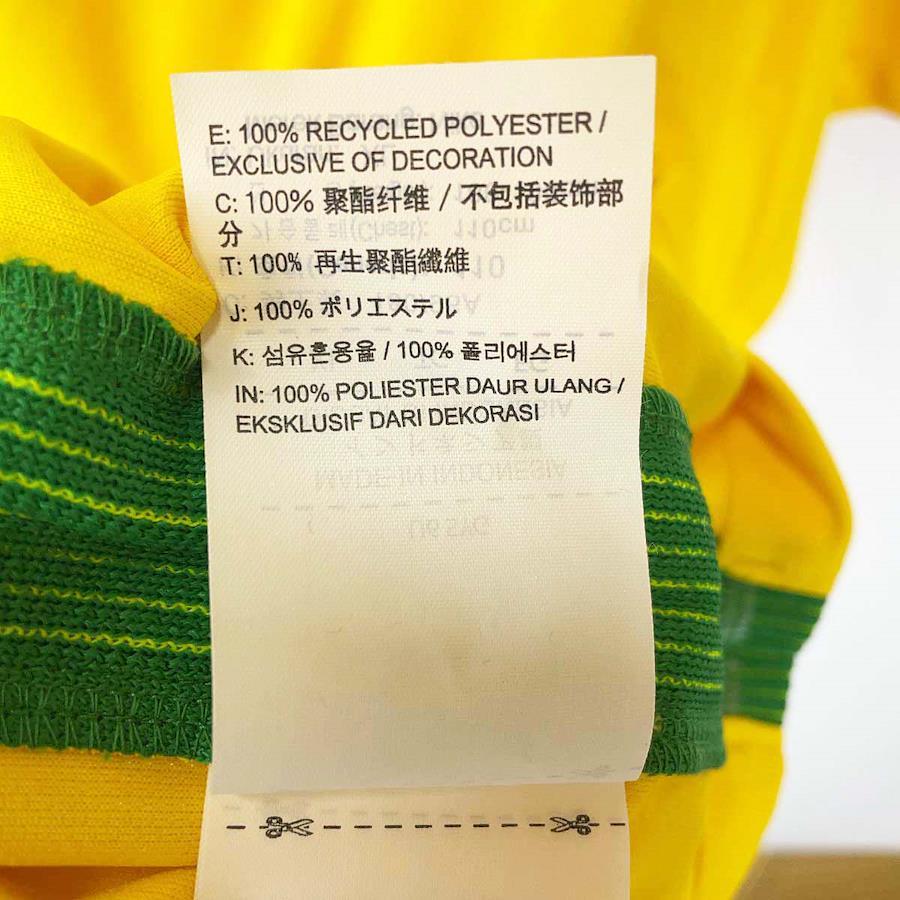 E: 100% RECYCLED POLYESTER /
EXCLUSIVE OF DECORATION
C: 100% 聚酯纤维 / 不包括装饰部
分
T: 100% 再生聚酯纖維
J: 100% ポリエステル
K: 섬유혼용율 / 100% 폴리에스터
IN: 100% POLIESTER DAUR ULANG /
EKSKLUSIF DARI DEKORASI